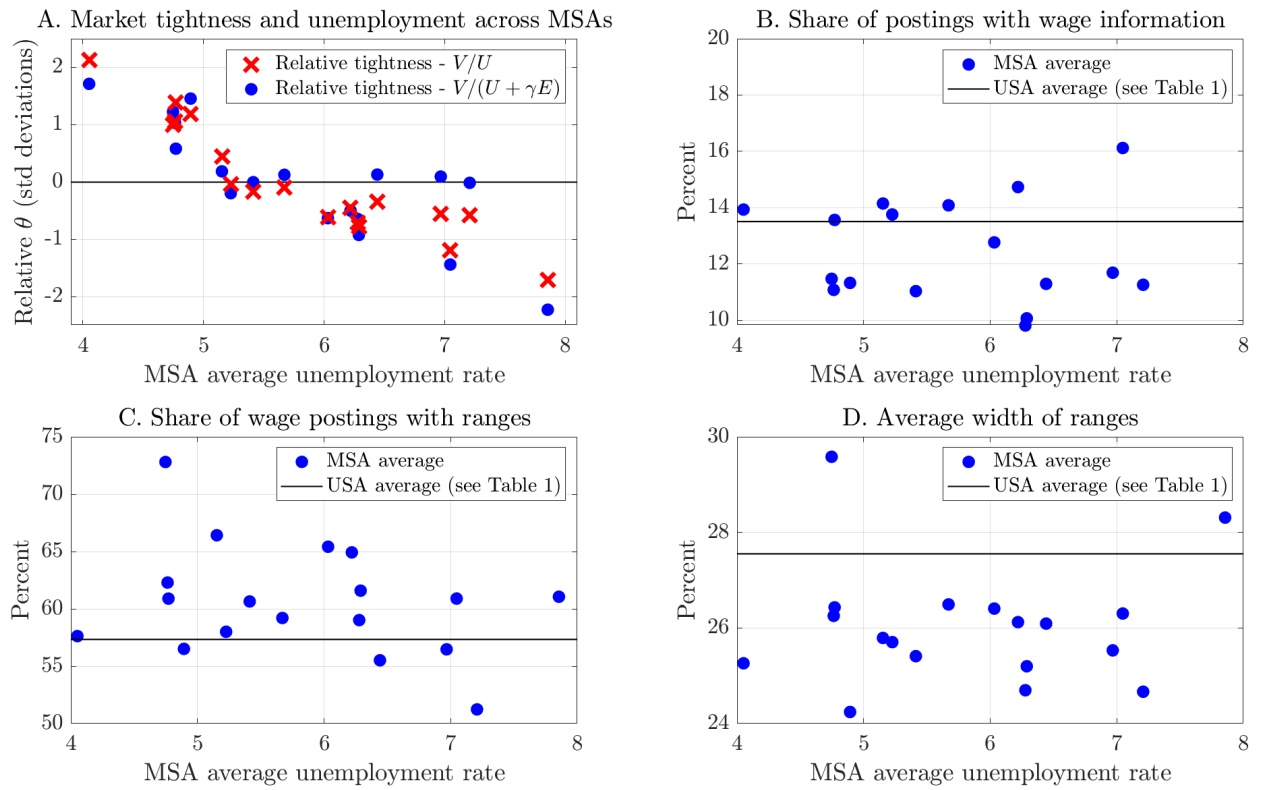 A. Market tightness and unemployment across MSAs
Relative θ (std deviations)
2
1
0
-1
-2
Relative tightness - V/U
Relative tightness - V/(U + γE)
4 5 6 7 8
MSA average unemployment rate
B. Share of postings with wage information
Percent
20
18
16
14
12
10
MSA average
USA average (see Table 1)
4 5 6 7 8
MSA average unemployment rate
C. Share of wage postings with ranges
Percent
75
70
65
60
55
50
MSA average
USA average (see Table 1)
4 5 6 7 8
MSA average unemployment rate
D. Average width of ranges
Percent
30
28
26
24
MSA average
USA average (see Table 1)
4 5 6 7 8
MSA average unemployment rate